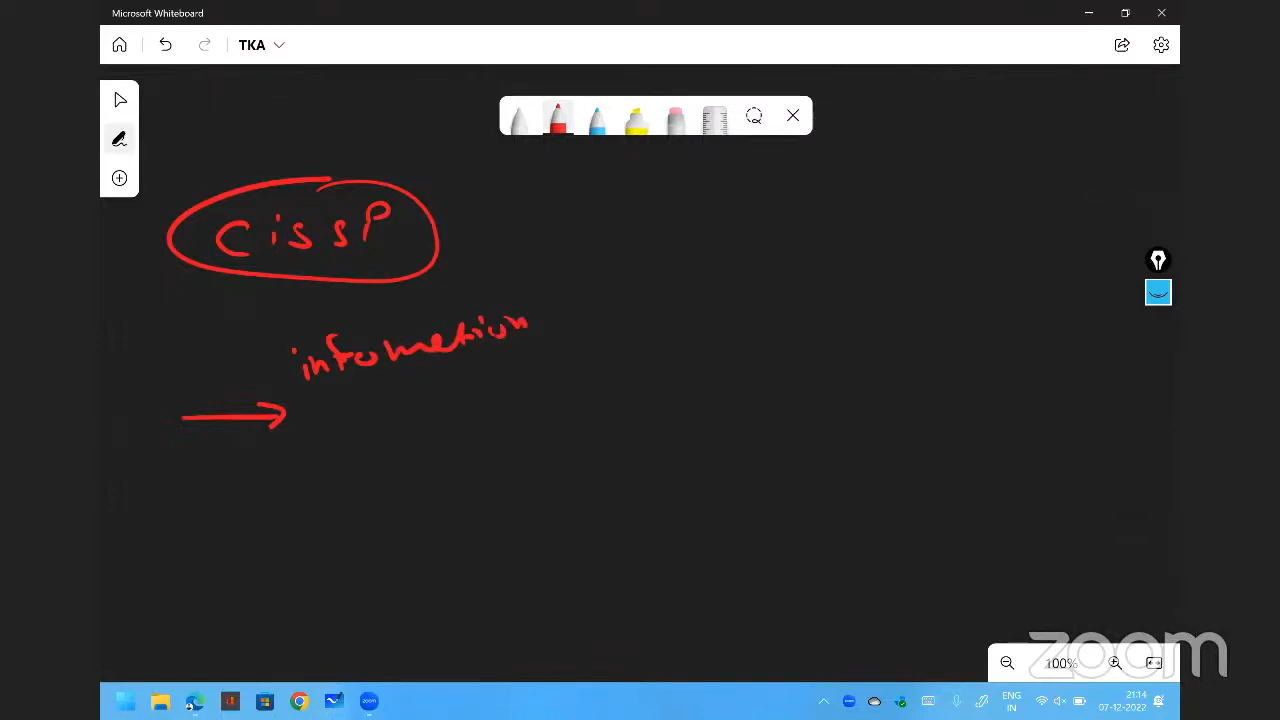 Microsoft Whiteboard
TKA
CissP
information
100%
zoom
ENG
IN
21:14
07-12-2022